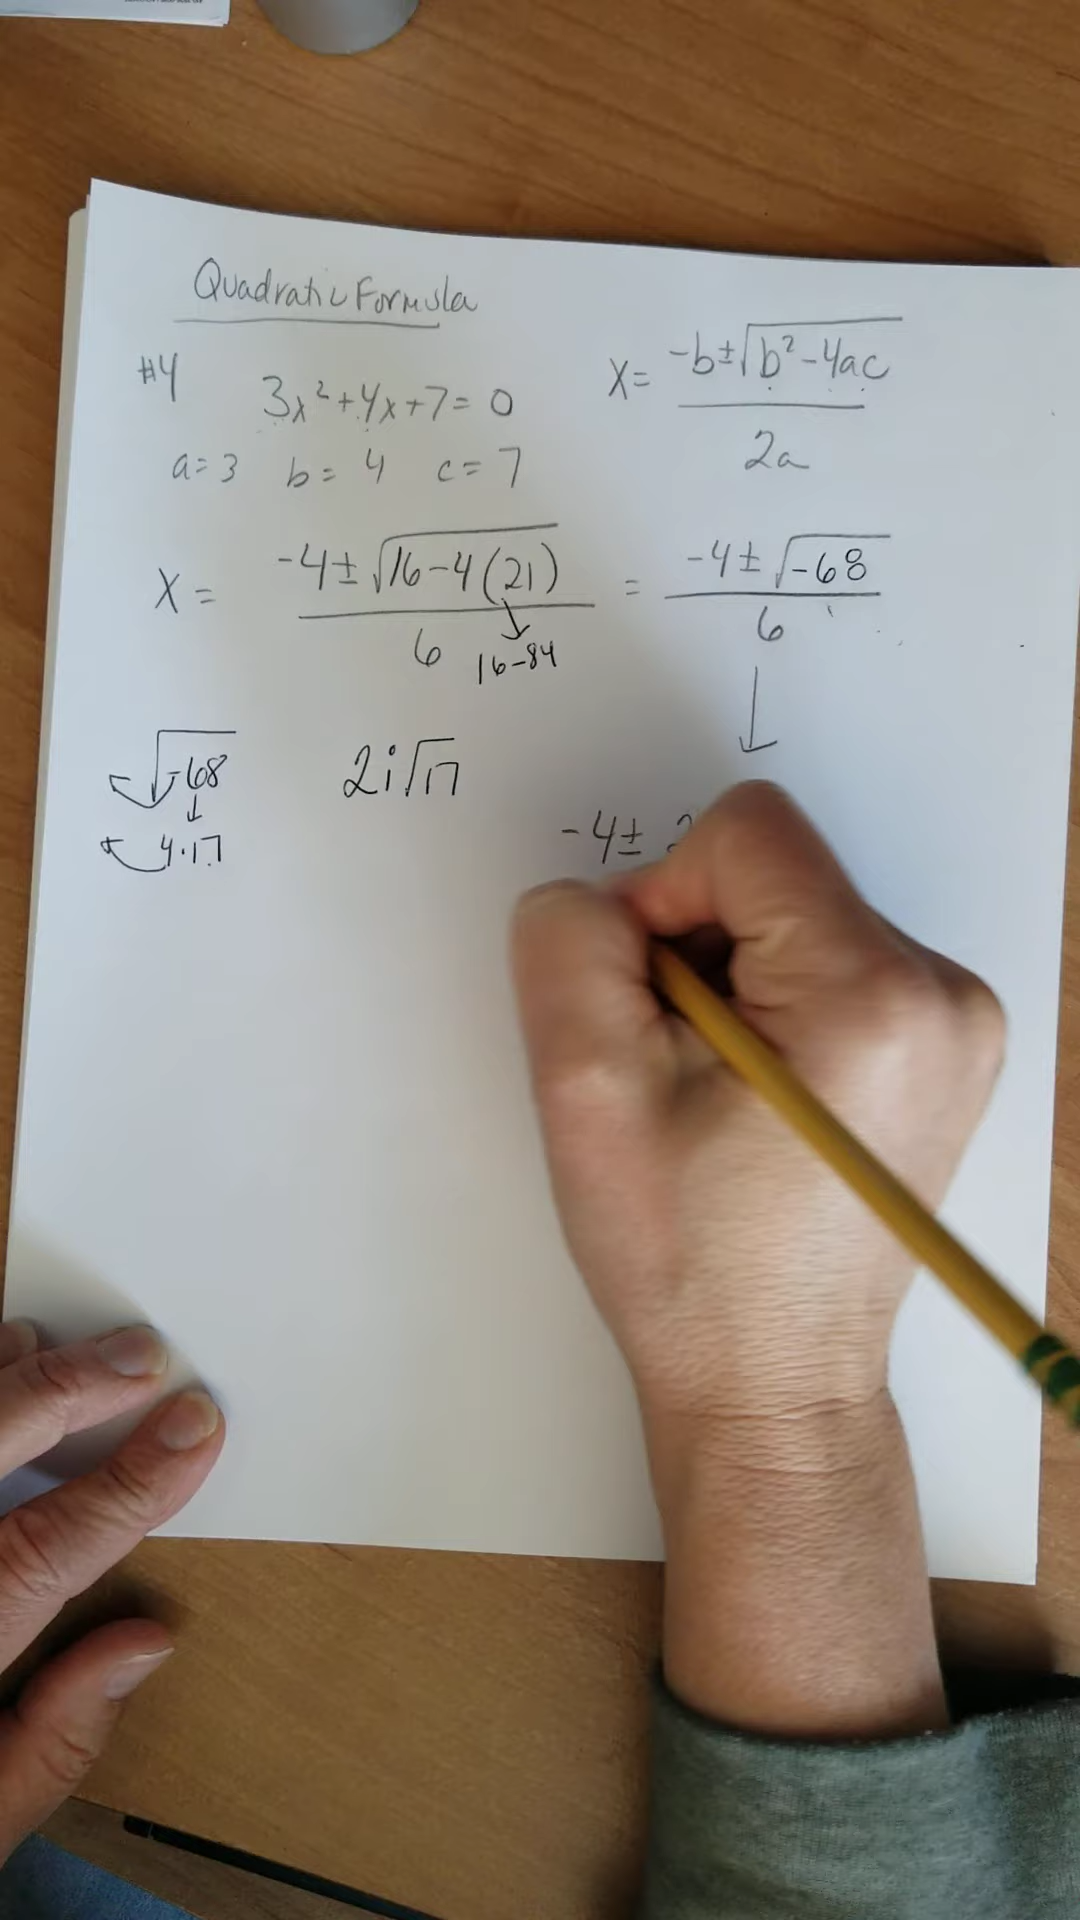 Quadratic Formula
#4 3x²+4x+7=0
x= -b±√b²-4ac / 2a
a=3 b=4 c=7
X= -4±√16-4(21) / 6 = -4±√-68 / 6
16-84
√-68 2i√17
4·17
-4± 2